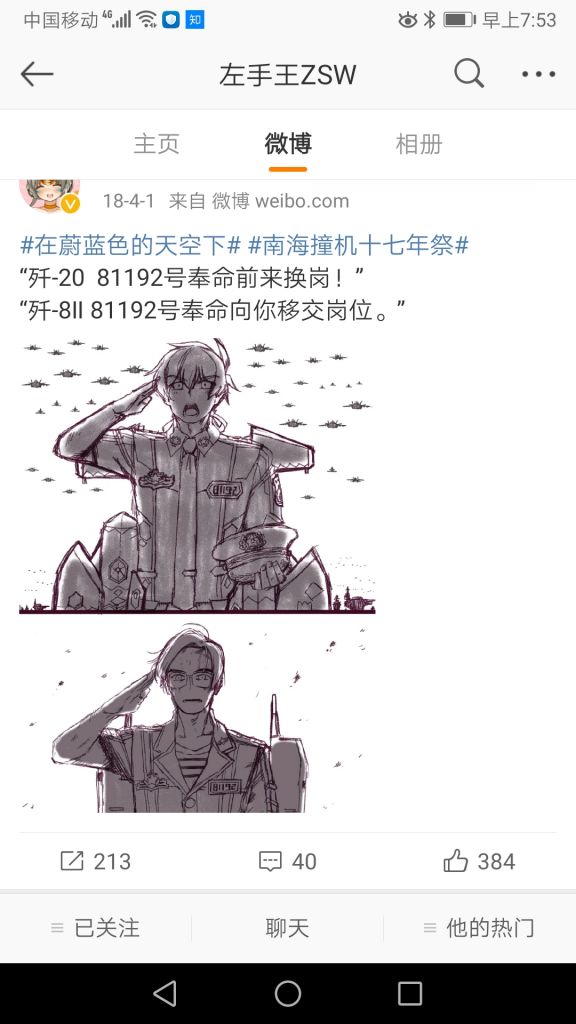 中国移动 4G 知 早上7:53
左手王ZSW
主页 微博 相册
18-4-1 来自 微博 weibo.com
#在蔚蓝色的天空下# #南海撞机十七年祭#
“歼-20 81192号奉命前来换岗！”
“歼-8II 81192号奉命向你移交岗位。”
81192
81192
213 40 384
已关注 聊天 他的热门